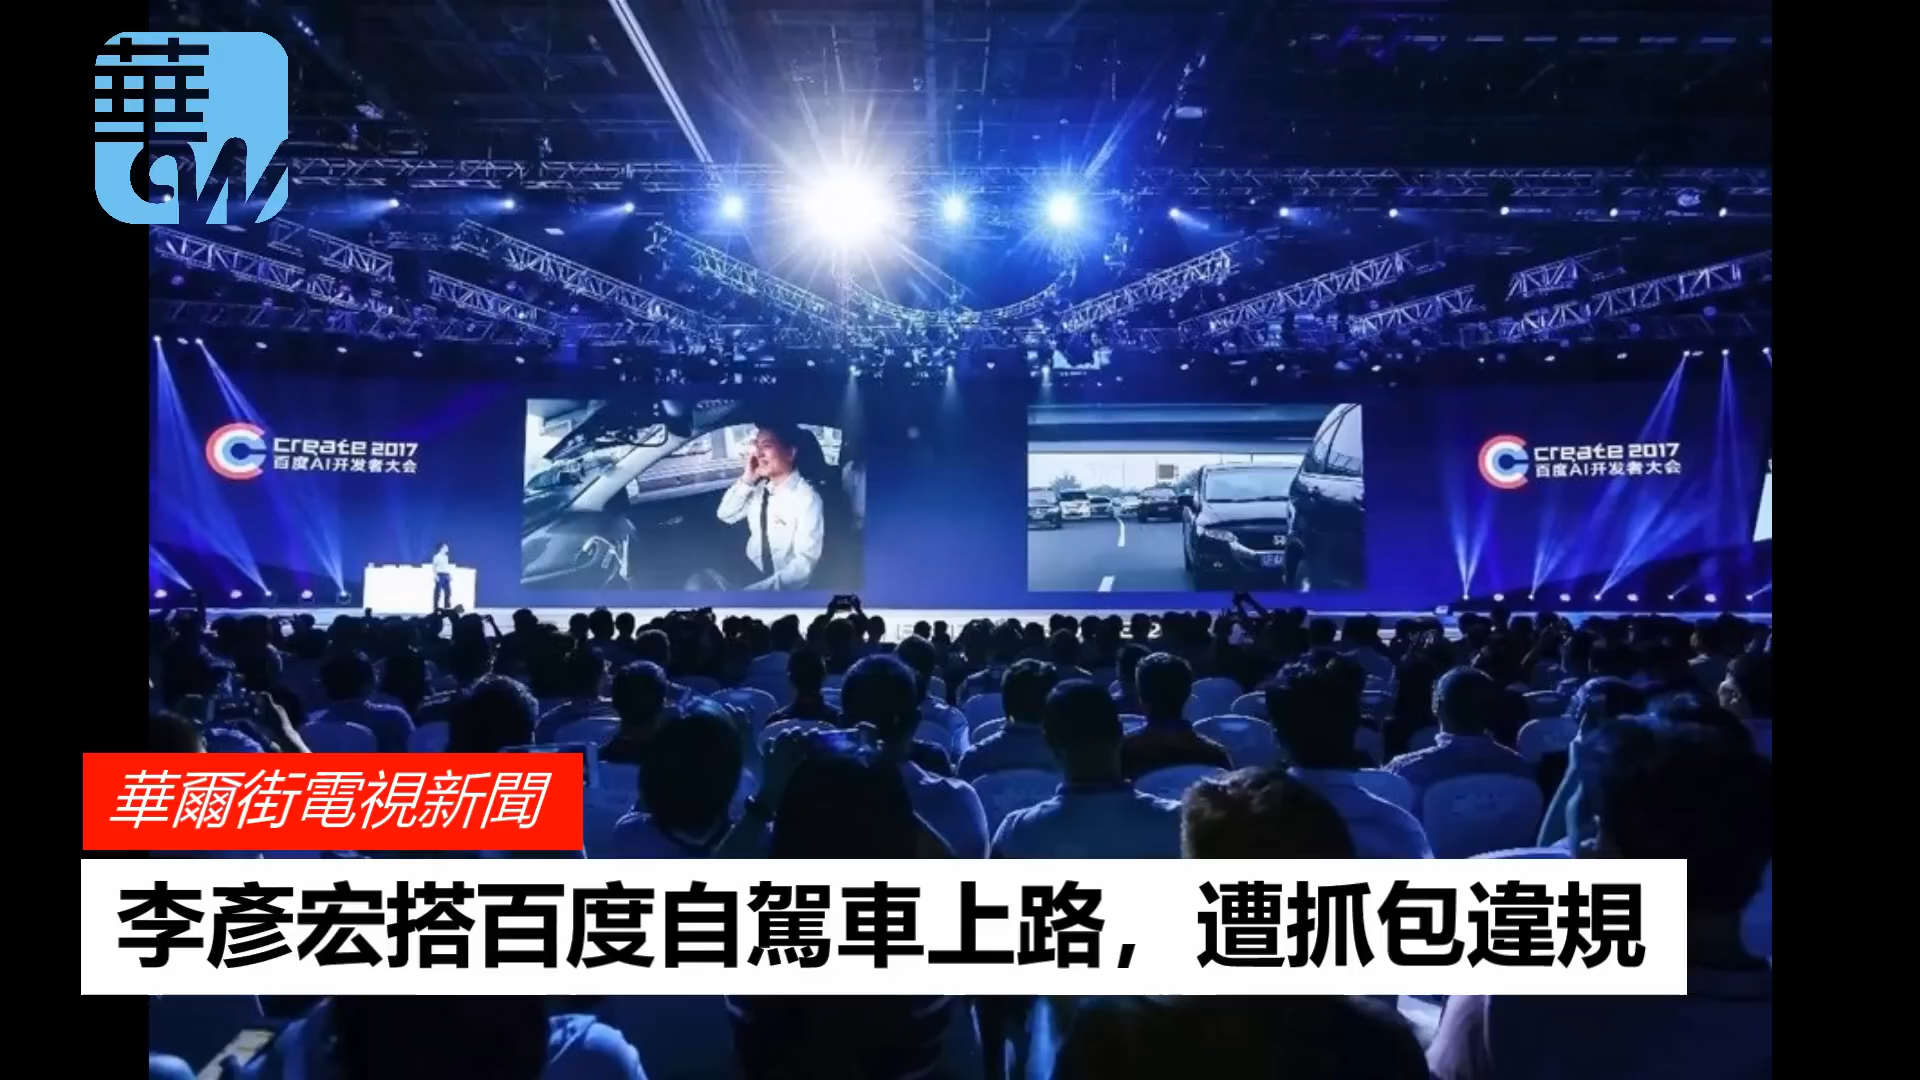 華
CW
create 2017
百度AI开发者大会
create 2017
百度AI开发者大会
華爾街電視新聞
李彥宏搭百度自駕車上路，遭抓包違規